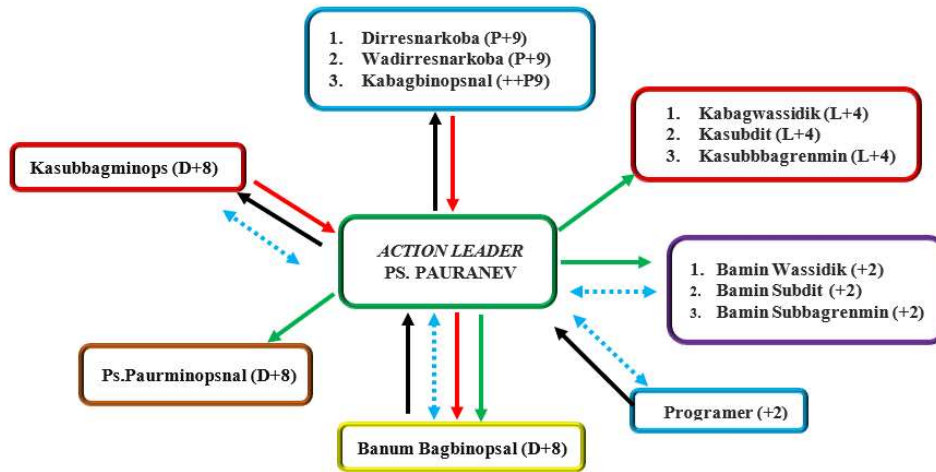 1. Dirresnarkoba (P+9)
2. Wadirresnarkoba (P+9)
3. Kabagbinopsnal (++P9)
1. Kabagwassidik (L+4)
2. Kasubdit (L+4)
3. Kasubbbagrenmin (L+4)
Kasubbagminops (D+8)
ACTION LEADER
PS. PAURANEV
1. Bamin Wassidik (+2)
2. Bamin Subdit (+2)
3. Bamin Subbagrenmin (+2)
Ps.Paurminopsnal (D+8)
Programer (+2)
Banum Bagbinopsal (D+8)